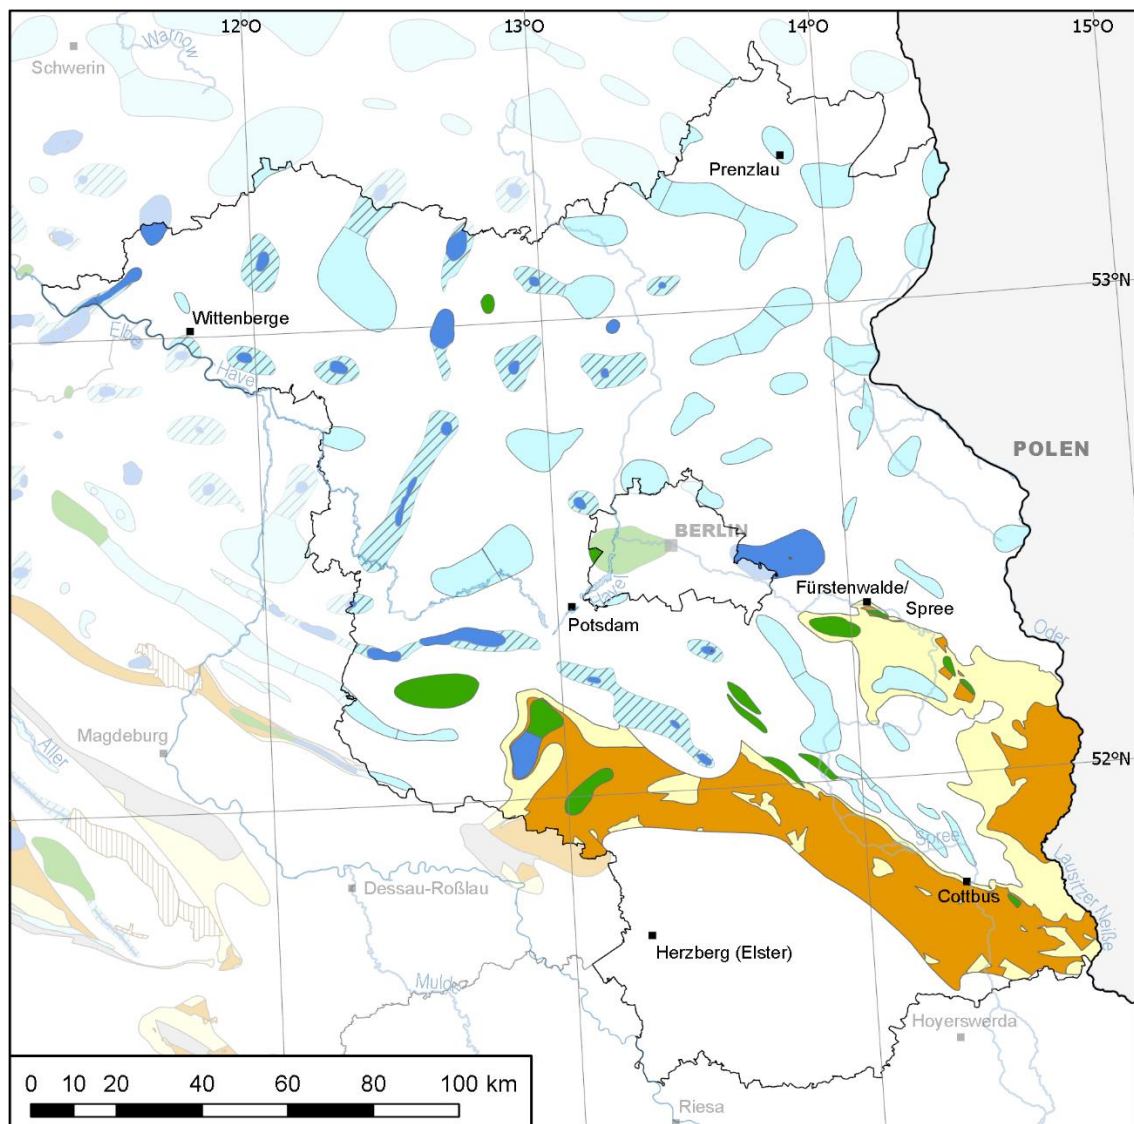 12°O
13°O
14°O
15°O
Warnow
Schwerin
Prenzlau
53°N
Wittenberge
Elbe
Havel
POLEN
BERLIN
Fürstenwalde/
Spree
Havel
Potsdam
Oder
Magdeburg
Aller
52°N
Spree
Lausitzer Neiße
Dessau-Roßlau
Cottbus
Herzberg (Elster)
Mulde
Hoyerswerda
0 10 20 40 60 80 100 km
Riesa